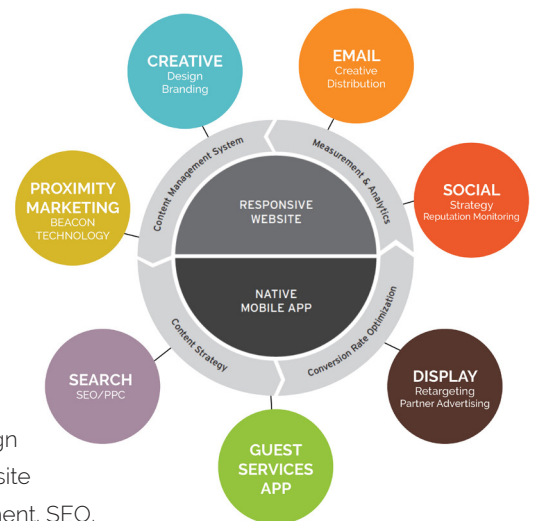 CREATIVE
Design
Branding
EMAIL
Creative
Distribution
Content Management System
Measurement & Analytics
PROXIMITY
MARKETING
BEACON
TECHNOLOGY
RESPONSIVE
WEBSITE
SOCIAL
Strategy
Reputation Monitoring
NATIVE
MOBILE APP
Content Strategy
Conversion Rate Optimization
SEARCH
SEO/PPC
DISPLAY
Retargeting
Partner Advertising
GUEST
SERVICES
APP
gn
site
nent, SEO,